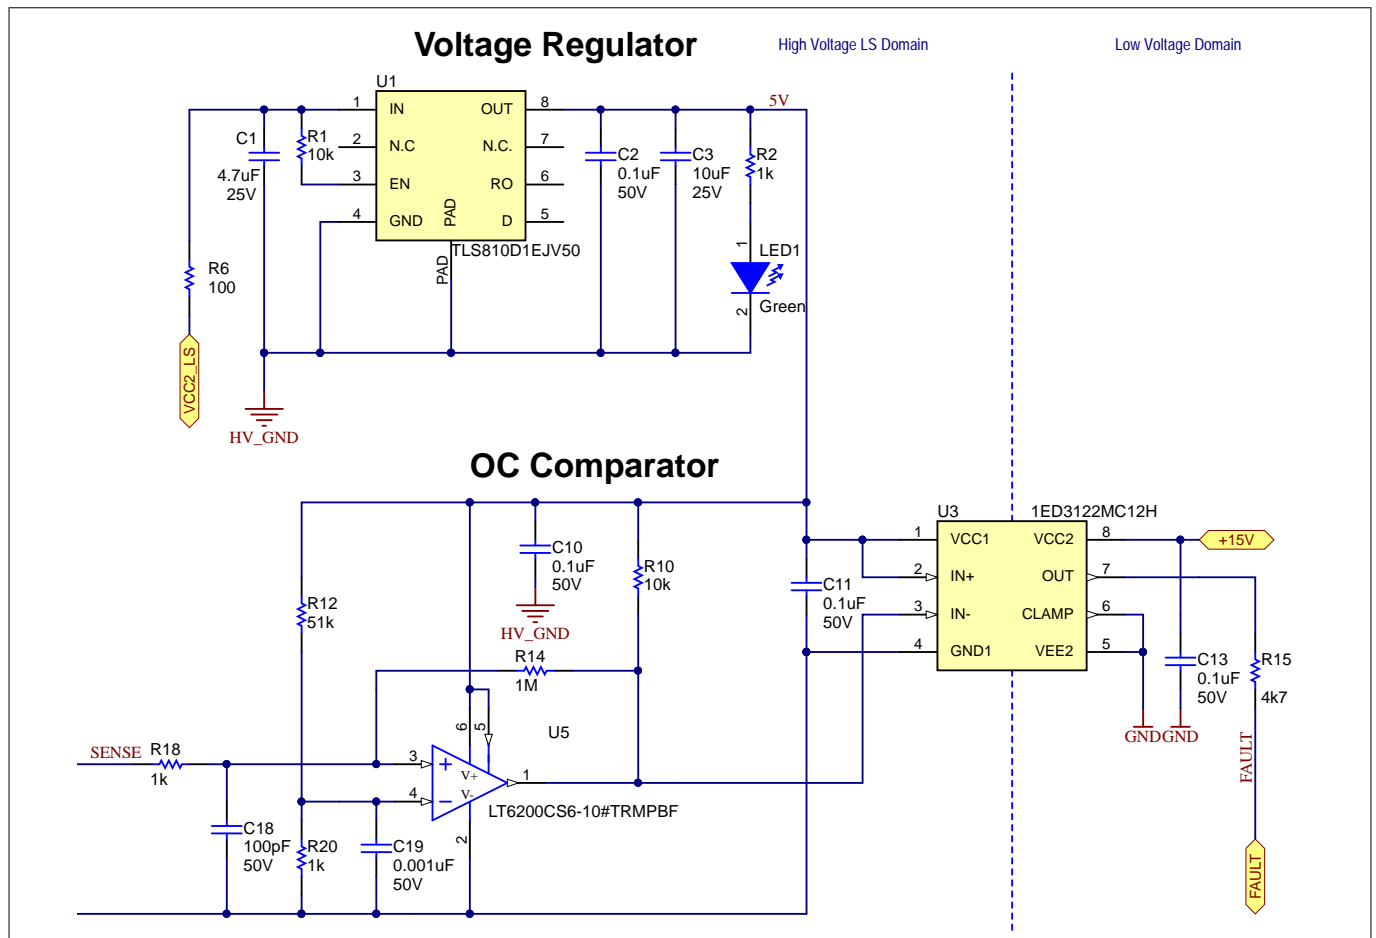 Voltage Regulator
High Voltage LS Domain
Low Voltage Domain
U1
5V
1
IN
OUT
8
C1
4.7uF
25V
R1
10k
2
N.C
N.C.
7
3
EN
RO
6
4
GND
D
5
PAD
PAD
TLS810D1EJV50
C2
0.1uF
50V
C3
10uF
25V
R2
1k
R6
100
1
LED1
Green
2
VCC2_LS
HV_GND
OC Comparator
U3
1ED3122MC12H
1
VCC1
VCC2
8
+15V
2
IN+
OUT
7
3
IN-
CLAMP
6
4
GND1
VEE2
5
C10
0.1uF
50V
HV_GND
R10
10k
C11
0.1uF
50V
R12
51k
R14
1M
C13
0.1uF
50V
R15
4k7
GND
GND
FAULT
FAULT
6
5
U5
SENSE
R18
1k
3
+
V+
4
−
V-
1
LT6200CS6-10#TRMPBF
2
C18
100pF
50V
R20
1k
C19
0.001uF
50V